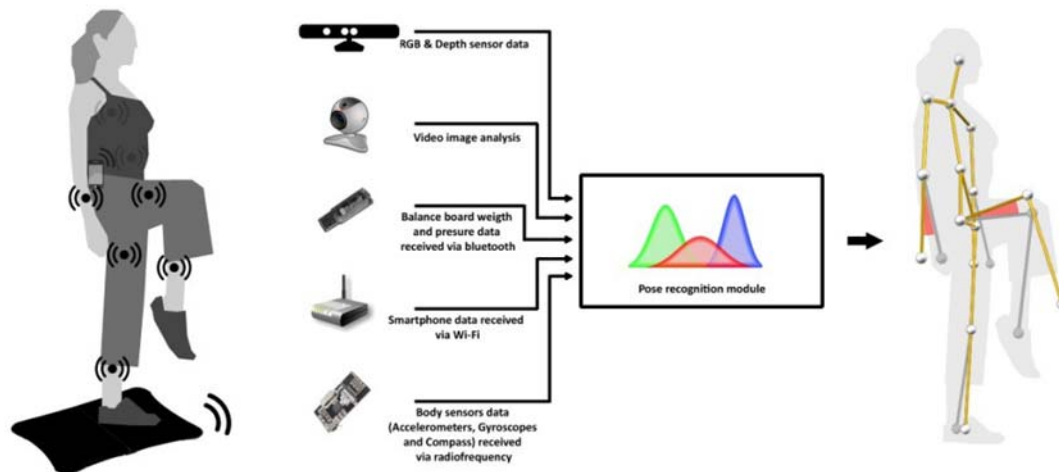 RGB & Depth sensor data
Video image analysis
Balance board weigth
and presure data
received via bluetooth
Smartphone data received
via Wi-Fi
Body sensors data
(Accelerometers, Gyroscopes
and Compass) received
via radiofrequency
Pose recognition module